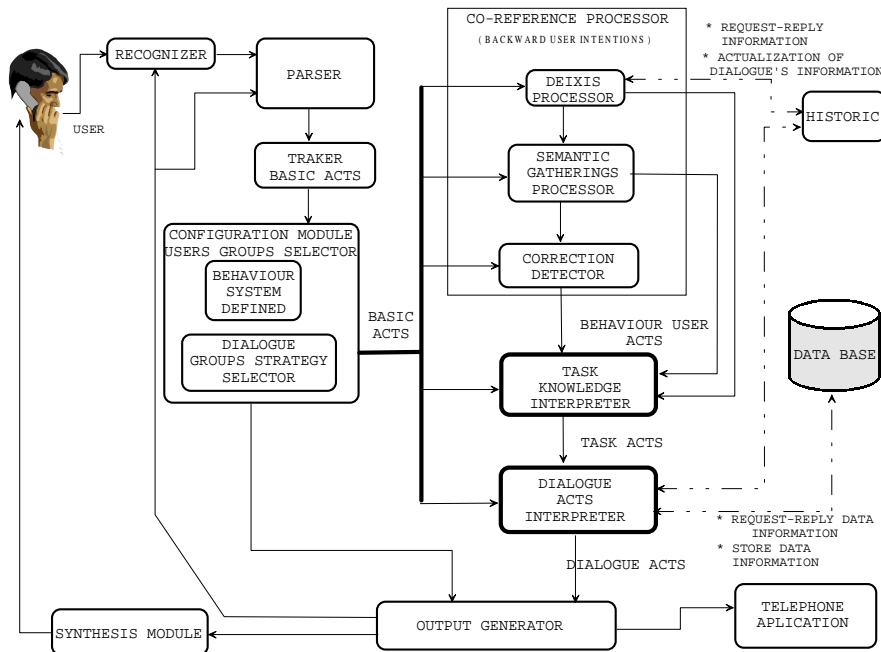 CO-REFERENCE PROCESSOR
(BACKWARD USER INTENTIONS)
* REQUEST-REPLY
INFORMATION
* ACTUALIZATION OF
DIALOGUE'S INFORMATION
RECOGNIZER
PARSER
USER
DEIXIS
PROCESSOR
HISTORIC
TRAKER
BASIC ACTS
SEMANTIC
GATHERINGS
PROCESSOR
CONFIGURATION MODULE
USERS GROUPS SELECTOR
BEHAVIOUR
SYSTEM
DEFINED
CORRECTION
DETECTOR
BASIC
ACTS
BEHAVIOUR USER
ACTS
DIALOGUE
GROUPS STRATEGY
SELECTOR
DATA BASE
TASK
KNOWLEDGE
INTERPRETER
TASK ACTS
DIALOGUE
ACTS
INTERPRETER
* REQUEST-REPLY DATA
INFORMATION
* STORE DATA
INFORMATION
DIALOGUE ACTS
SYNTHESIS MODULE
OUTPUT GENERATOR
TELEPHONE
APLICATION